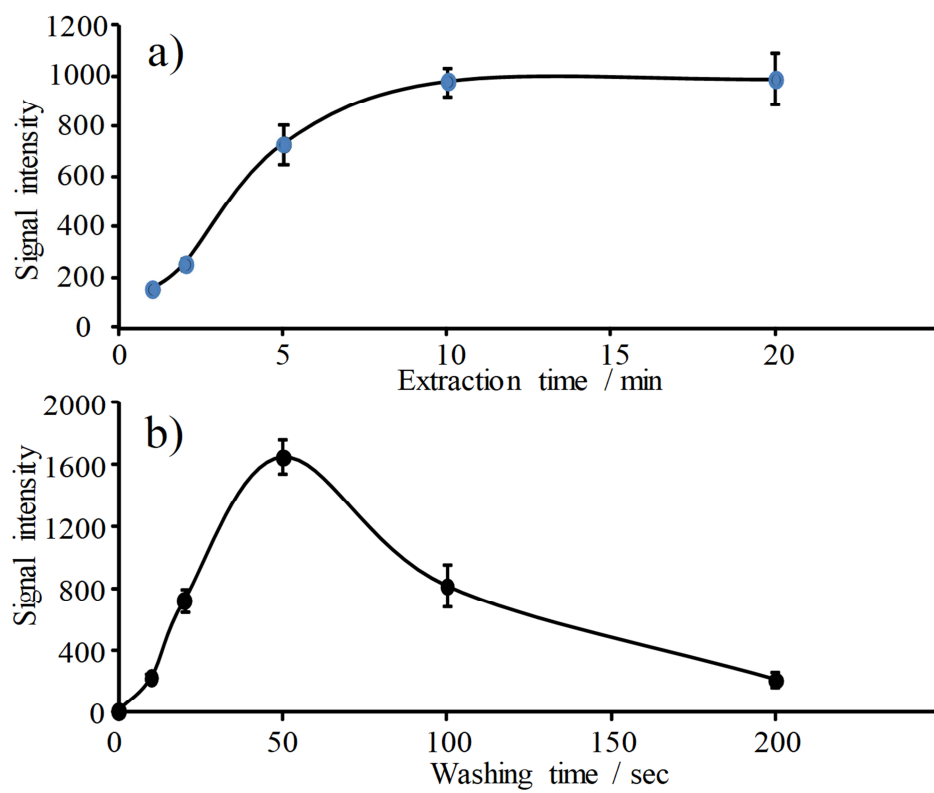 1200
a)
1000
800
600
400
200
0
Signal intensity
0 5 10 15 20
Extraction time / min
2000
b)
1600
1200
800
400
0
Signal intensity
0 50 100 150 200
Washing time / sec